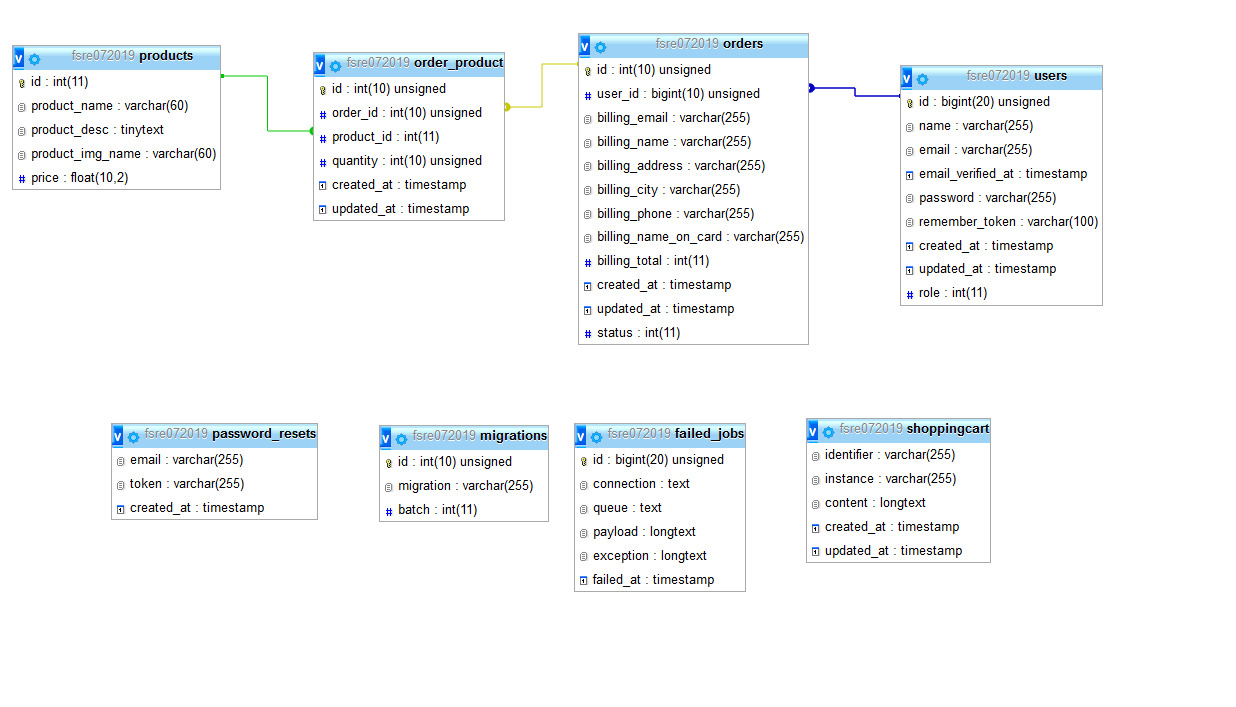 fsre072019 products
id : int(11)
product_name : varchar(60)
product_desc : tinytext
product_img_name : varchar(60)
# price : float(10,2)
fsre072019 order_product
id : int(10) unsigned
# order_id : int(10) unsigned
# product_id : int(11)
# quantity : int(10) unsigned
created_at : timestamp
updated_at : timestamp
fsre072019 orders
id : int(10) unsigned
# user_id : bigint(10) unsigned
billing_email : varchar(255)
billing_name : varchar(255)
billing_address : varchar(255)
billing_city : varchar(255)
billing_phone : varchar(255)
billing_name_on_card : varchar(255)
# billing_total : int(11)
created_at : timestamp
updated_at : timestamp
# status : int(11)
fsre072019 users
id : bigint(20) unsigned
name : varchar(255)
email : varchar(255)
email_verified_at : timestamp
password : varchar(255)
remember_token : varchar(100)
created_at : timestamp
updated_at : timestamp
# role : int(11)
fsre072019 password_resets
email : varchar(255)
token : varchar(255)
created_at : timestamp
fsre072019 migrations
id : int(10) unsigned
migration : varchar(255)
# batch : int(11)
fsre072019 failed_jobs
id : bigint(20) unsigned
connection : text
queue : text
payload : longtext
exception : longtext
failed_at : timestamp
fsre072019 shoppingcart
identifier : varchar(255)
instance : varchar(255)
content : longtext
created_at : timestamp
updated_at : timestamp